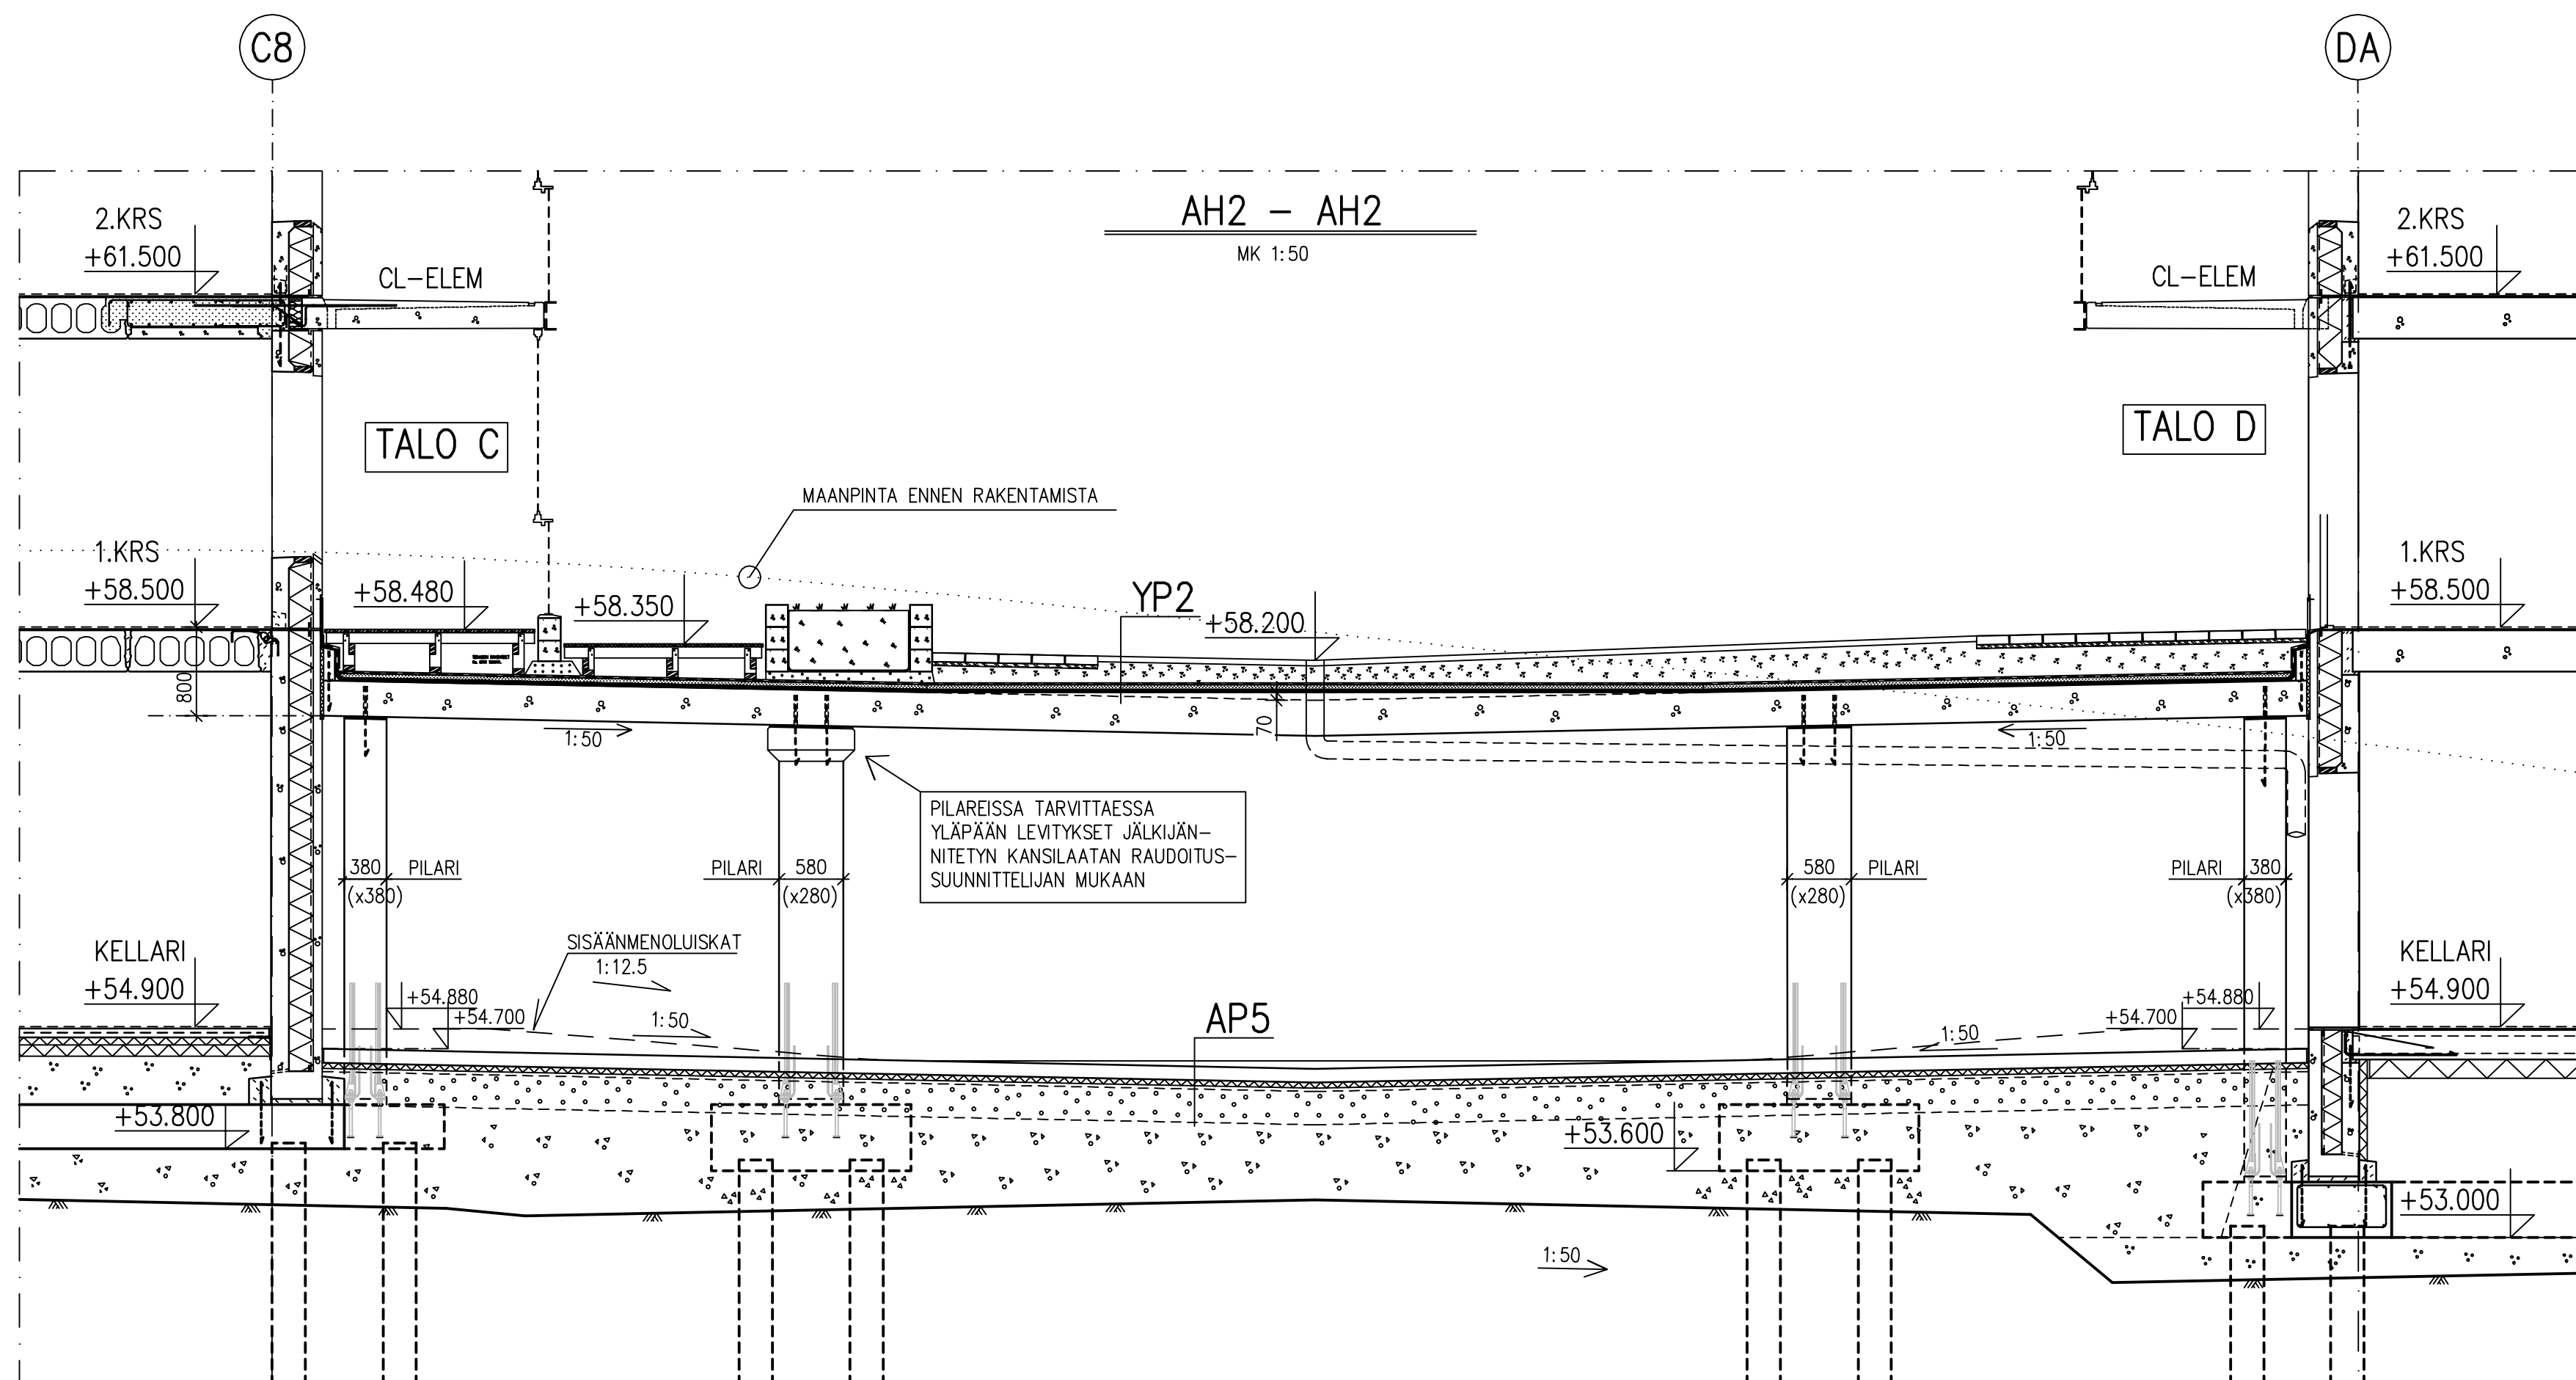 C8
DA
AH2 – AH2
MK 1:50
2.KRS
+61.500
CL–ELEM
CL–ELEM
2.KRS
+61.500
TALO C
TALO D
MAANPINTA ENNEN RAKENTAMISTA
1.KRS
+58.500
+58.480
+58.350
YP2
+58.200
1.KRS
+58.500
800
1:50
70
1:50
PILAREISSA TARVITTAESSA
YLÄPÄÄN LEVITYKSET JÄLKIJÄN–
NITETYN KANSILAATAN RAUDOITUS–
SUUNNITTELIJAN MUKAAN
380 PILARI
(x380)
PILARI 580
(x280)
580 PILARI
(x280)
PILARI 380
(x380)
SISÄÄNMENOLUISKAT
1:12.5
KELLARI
+54.900
+54.880
+54.700
1:50
AP5
1:50
+54.880
+54.700
KELLARI
+54.900
+53.800
+53.600
+53.000
1:50